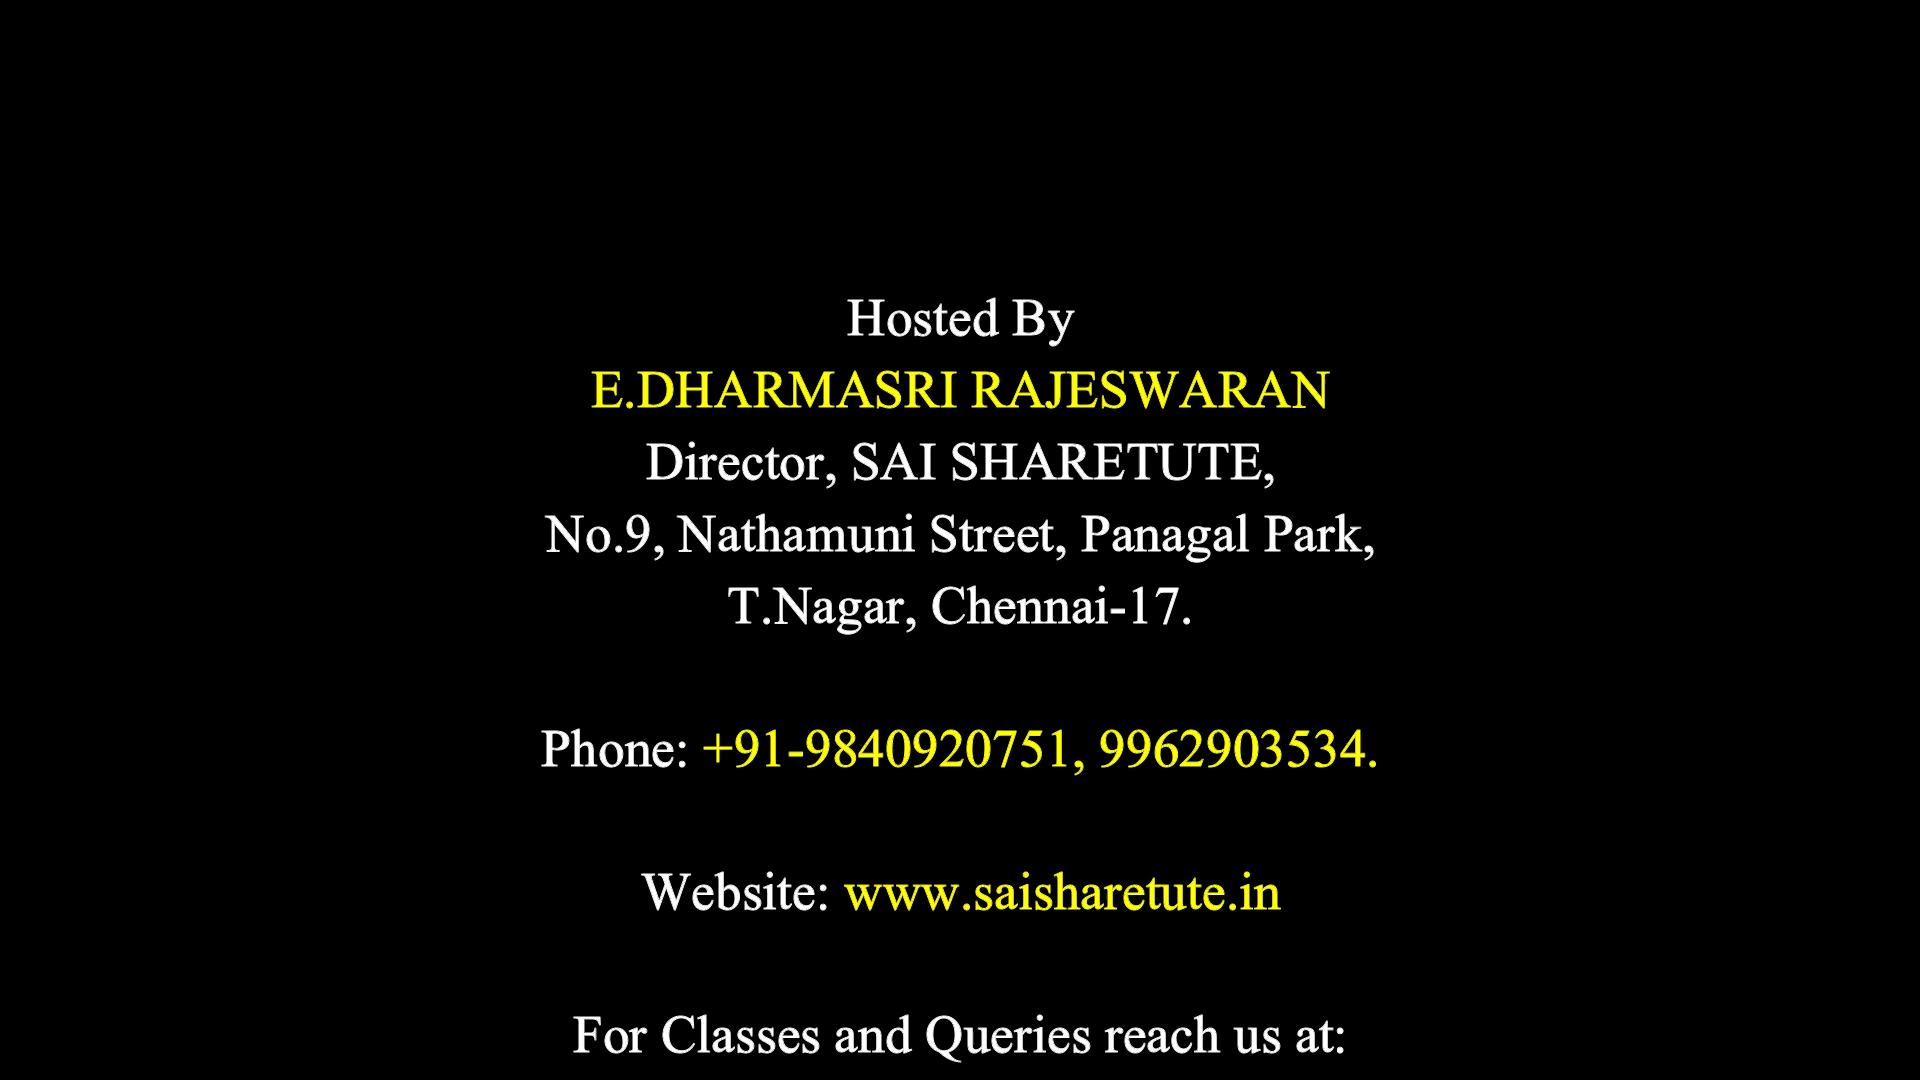 Hosted By
E.DHARMASRI RAJESWARAN
Director, SAI SHARETUTE,
No.9, Nathamuni Street, Panagal Park,
T.Nagar, Chennai-17.
Phone: +91-9840920751, 9962903534.
Website: www.saisharetute.in
For Classes and Queries reach us at: